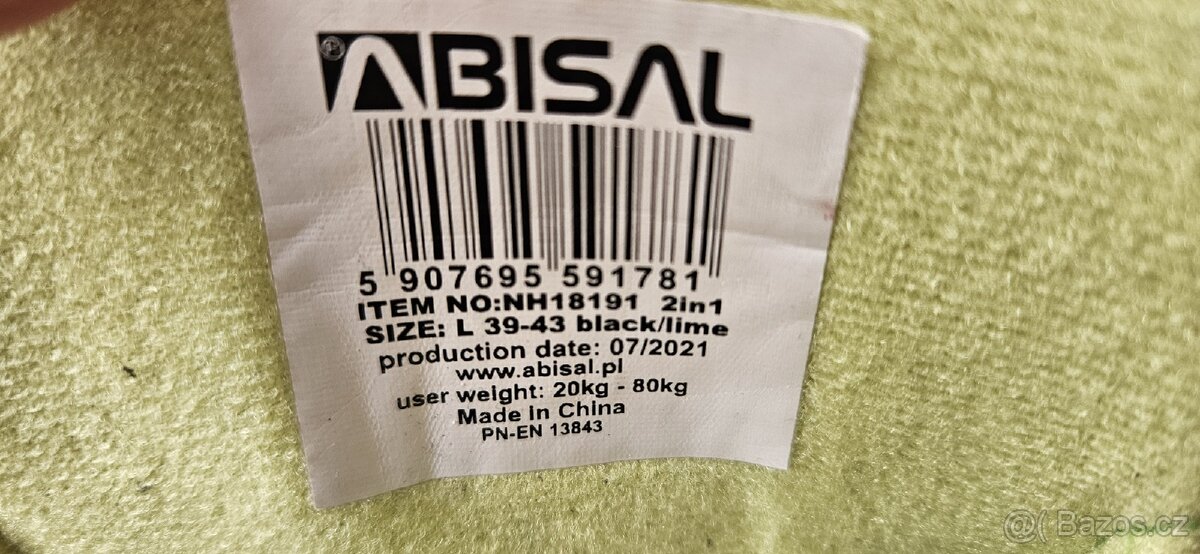 ABISAL
5 907695 591781
ITEM NO:NH18191 2in1
SIZE: L 39-43 black/lime
production date: 07/2021
www.abisal.pl
user weight: 20kg - 80kg
Made in China
PN-EN 13843
@( Bazos.cz